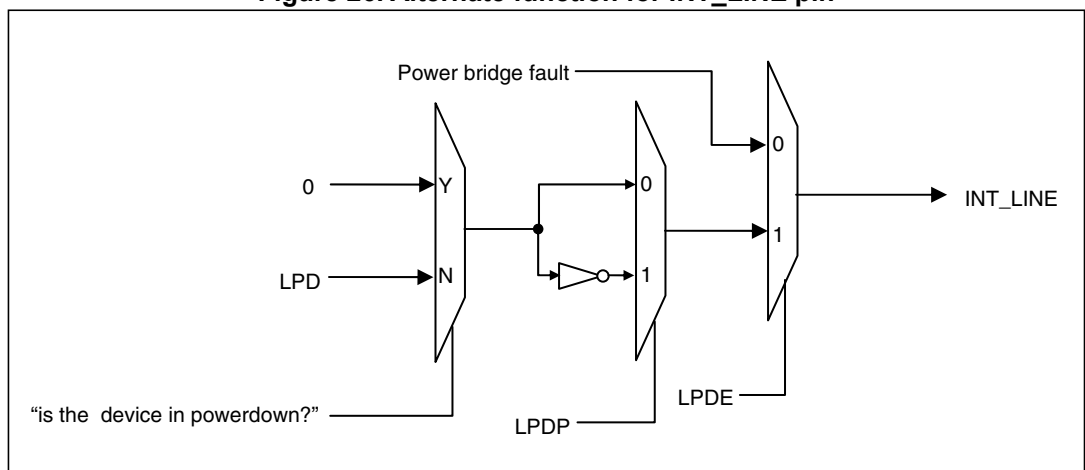 Power bridge fault
0
Y
0
0
INT_LINE
1
LPD
N
1
LPDE
"is the device in powerdown?"
LPDP